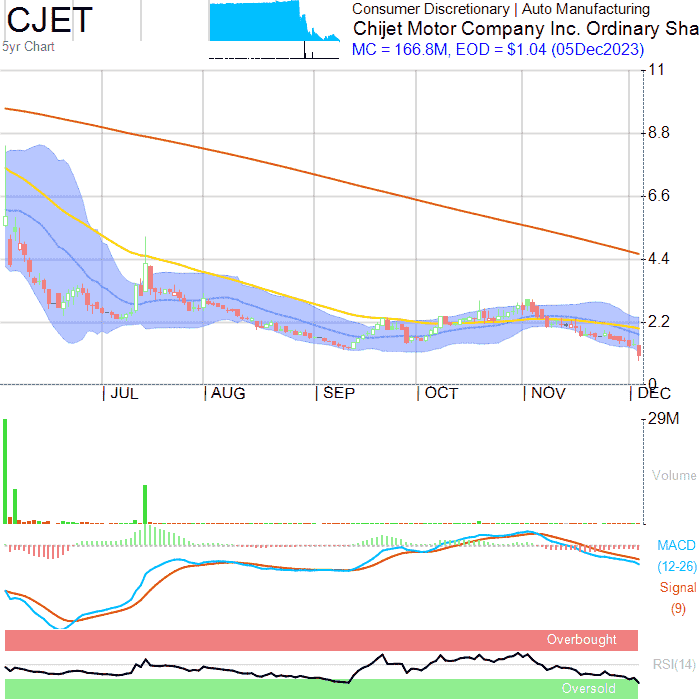 CJET
5yr Chart
Consumer Discretionary | Auto Manufacturing
Chijet Motor Company Inc. Ordinary Sha
MC = 166.8M, EOD = $1.04 (05Dec2023)
11
8.8
6.6
4.4
2.2
0
JUL AUG SEP OCT NOV DEC
29M
Volume
MACD
(12-26)
Signal
(9)
Overbought
RSI(14)
Oversold